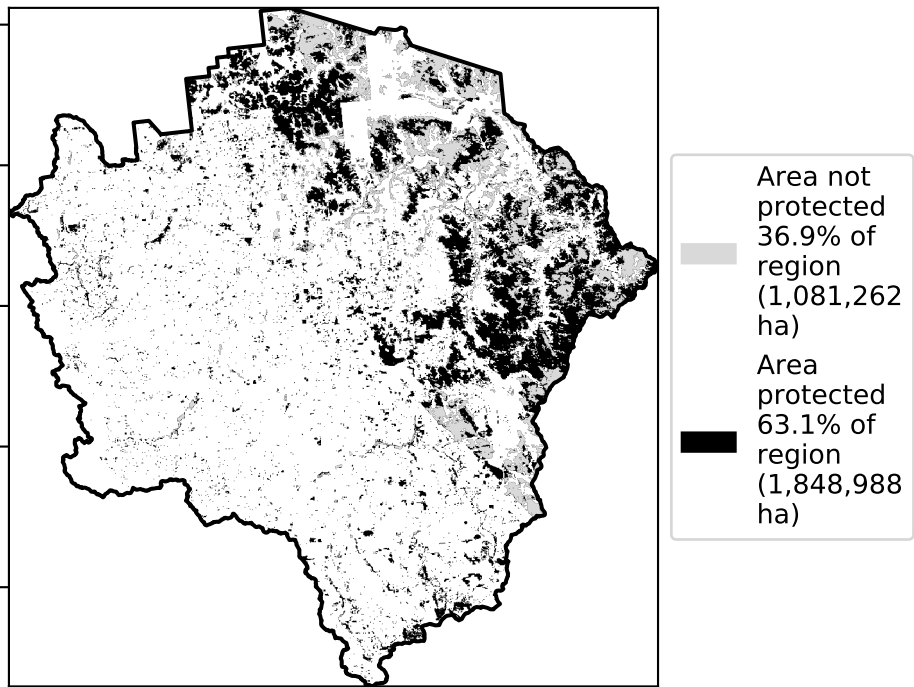 Area not
protected
36.9% of
region
(1,081,262
ha)
Area
protected
63.1% of
region
(1,848,988
ha)